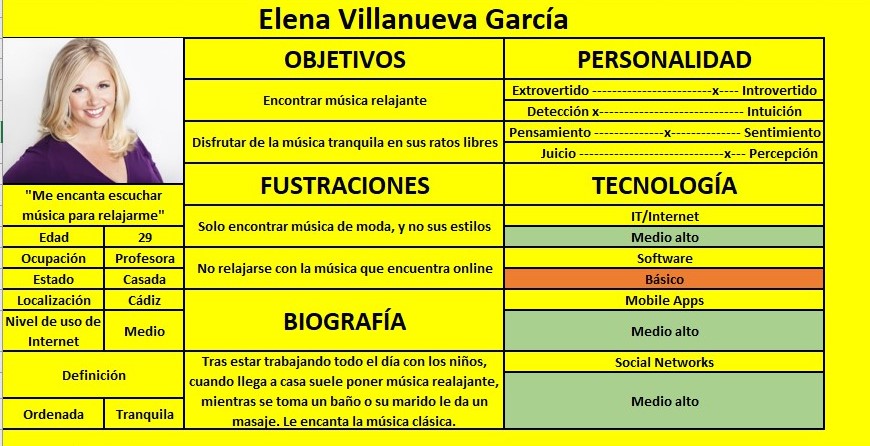 Elena Villanueva García
OBJETIVOS
Encontrar música relajante
Disfrutar de la música tranquila en sus ratos libres
PERSONALIDAD
Extrovertido ------------------------x---- Introvertido
Detección x----------------------------- Intuición
Pensamiento --------------x-------------- Sentimiento
Juicio -----------------------------x--- Percepción
"Me encanta escuchar
música para relajarme"
Edad 29
Ocupación Profesora
Estado Casada
Localización Cádiz
Nivel de uso de
Internet
Medio
Definición
Ordenada Tranquila
FUSTRACIONES
Solo encontrar música de moda, y no sus estilos
No relajarse con la música que encuentra online
BIOGRAFÍA
Tras estar trabajando todo el día con los niños,
cuando llega a casa suele poner música realajante,
mientras se toma un baño o su marido le da un
masaje. Le encanta la música clásica.
TECNOLOGÍA
IT/Internet
Medio alto
Software
Básico
Mobile Apps
Medio alto
Social Networks
Medio alto